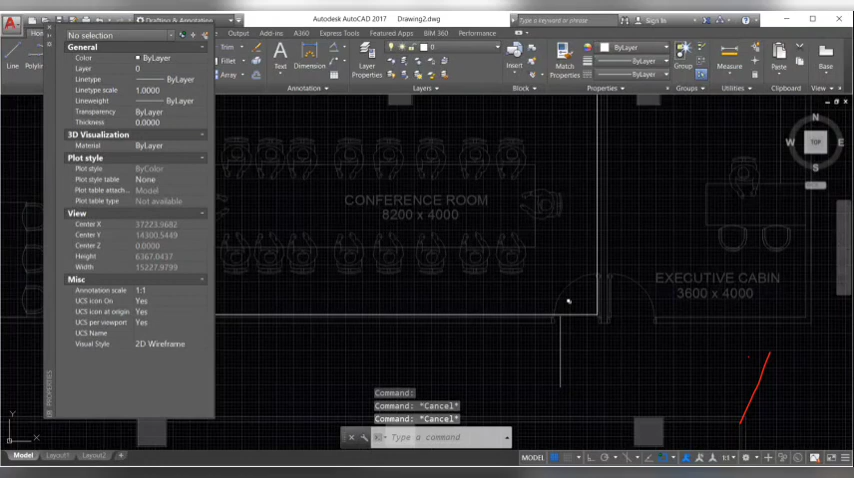 Drafting & Annotation
Autodesk AutoCAD 2017 Drawing2.dwg
Type a keyword or phrase
Sign In
Output Add-ins A360 Express Tools Featured Apps BIM 360 Performance
Line
Trim
Fillet
Array
Text
Dimension
Annotation
Layer Properties
0
Layers
Insert
Block
Match Properties
ByLayer
ByLayer
ByLayer
Properties
Group
Groups
Measure
Utilities
Paste
Clipboard
Base
View
No selection
General
Color ByLayer
Layer 0
Linetype ByLayer
Linetype scale 1.0000
Lineweight ByLayer
Transparency ByLayer
Thickness 0.0000
3D Visualization
Material ByLayer
Plot style
Plot style ByColor
Plot style table None
Plot table attach... Model
Plot table type Not available
View
Center X 37223.9682
Center Y 14300.5449
Center Z 0.0000
Height 6367.0437
Width 15227.9799
Misc
Annotation scale 1:1
UCS icon On Yes
UCS icon at origin Yes
UCS per viewport Yes
UCS Name
Visual Style 2D Wireframe
PROPERTIES
CONFERENCE ROOM
8200 x 4000
EXECUTIVE CABIN
3600 x 4000
N
W TOP E
S
Command:
Command: *Cancel*
Command: *Cancel*
Type a command
Y
X
Model Layout1 Layout2 +
MODEL
1:1